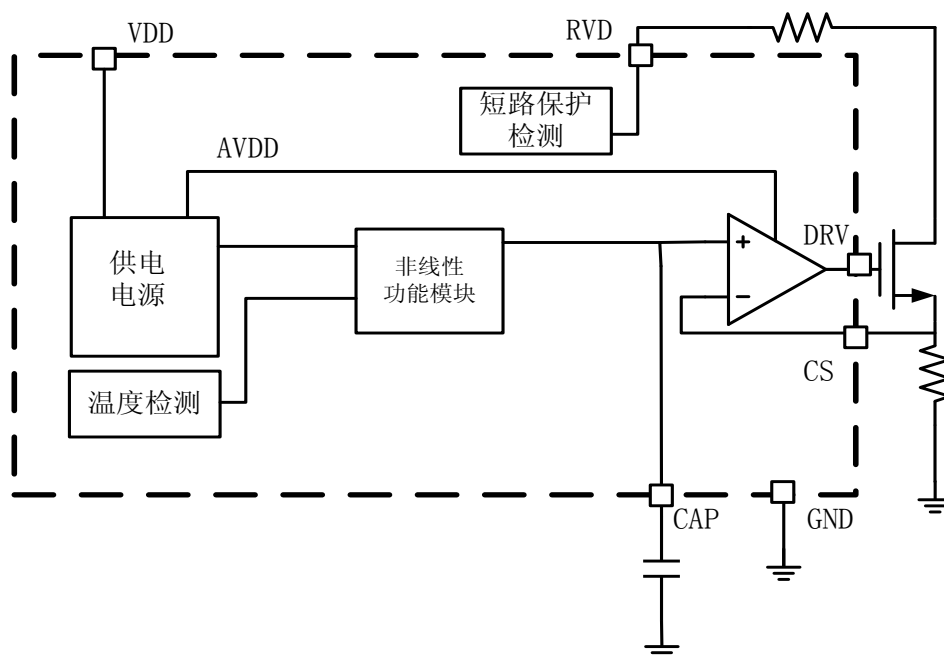 VDD
RVD
短路保护
检测
AVDD
供电
电源
非线性
功能模块
+
−
DRV
CS
温度检测
CAP
GND